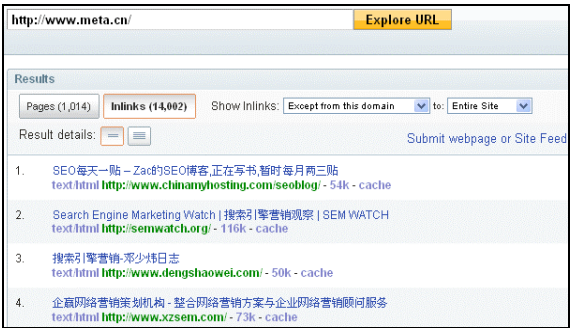 http://www.meta.cn/ Explore URL
Results
Pages (1,014) Inlinks (14,002) Show Inlinks: Except from this domain to: Entire Site
Result details: Submit webpage or Site Feed
1. SEO每天一贴 – Zac的SEO博客,正在写书,暂时每月两三贴
text/html http://www.chinamyhosting.com/seoblog/ - 54k - cache
2. Search Engine Marketing Watch | 搜索引擎营销观察 | SEM WATCH
text/html http://semwatch.org/ - 116k - cache
3. 搜索引擎营销-邓少炜日志
text/html http://www.dengshaowei.com/ - 50k - cache
4. 企赢网络营销策划机构 - 整合网络营销方案与企业网络营销顾问服务
text/html http://www.xzsem.com/ - 73k - cache